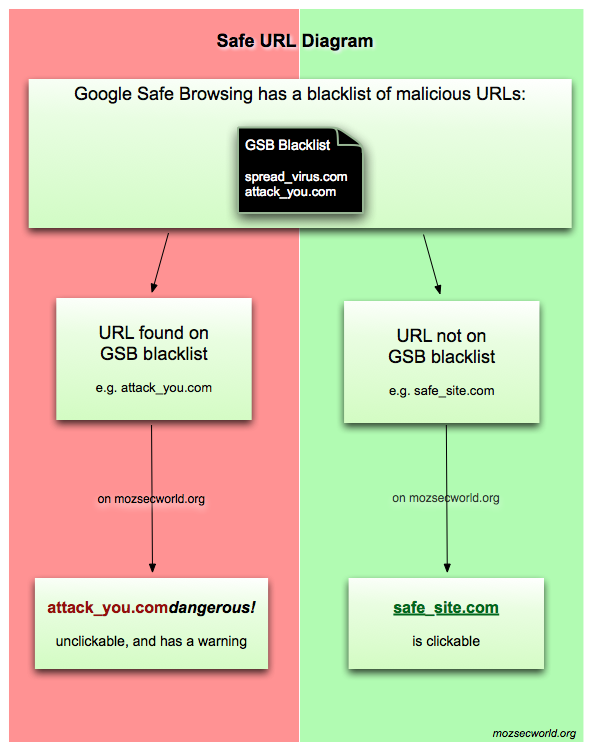 Safe URL Diagram
Google Safe Browsing has a blacklist of malicious URLs:
GSB Blacklist
spread_virus.com
attack_you.com
URL found on
GSB blacklist
e.g. attack_you.com
URL not on
GSB blacklist
e.g. safe_site.com
on mozsecworld.org
on mozsecworld.org
attack_you.comdangerous!
unclickable, and has a warning
safe_site.com
is clickable
mozsecworld.org